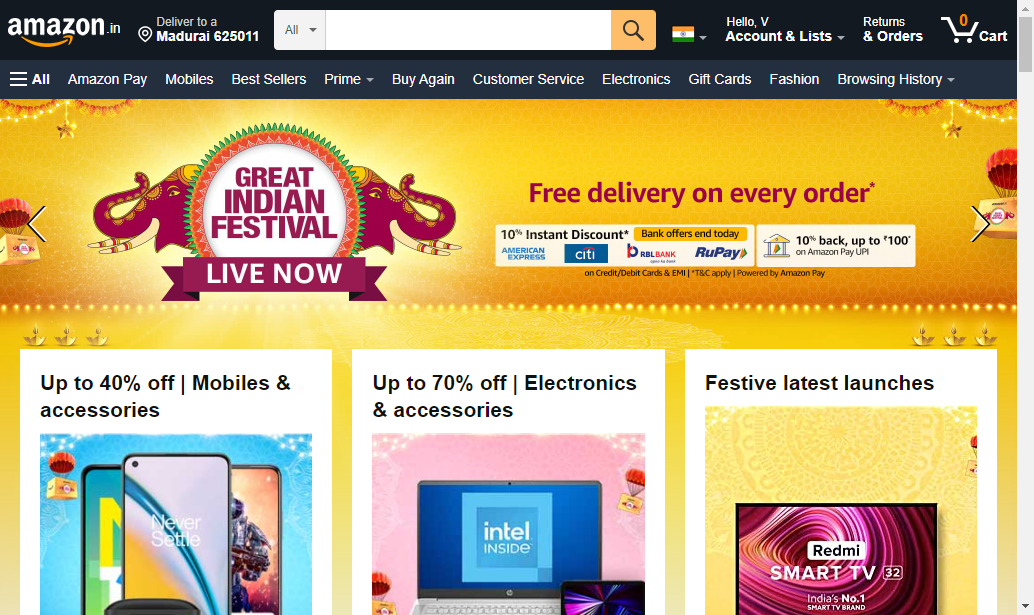 amazon.in
Deliver to a
Madurai 625011
All
Hello, V
Account & Lists
Returns
& Orders
0
Cart
All
Amazon Pay
Mobiles
Best Sellers
Prime
Buy Again
Customer Service
Electronics
Gift Cards
Fashion
Browsing History
GREAT
INDIAN
FESTIVAL
LIVE NOW
Free delivery on every order*
10% Instant Discount*
Bank offers end today
AMERICAN
EXPRESS
citi
RBLBANK
RuPay
10% back, up to ₹100*
on Amazon Pay UPI
on Credit/Debit Cards & EMI | *T&C apply | Powered by Amazon Pay
Up to 40% off | Mobiles &
accessories
Up to 70% off | Electronics
& accessories
Festive latest launches
Never
Settle
intel
INSIDE
Redmi
SMART TV 32
India's No.1
SMART TV BRAND